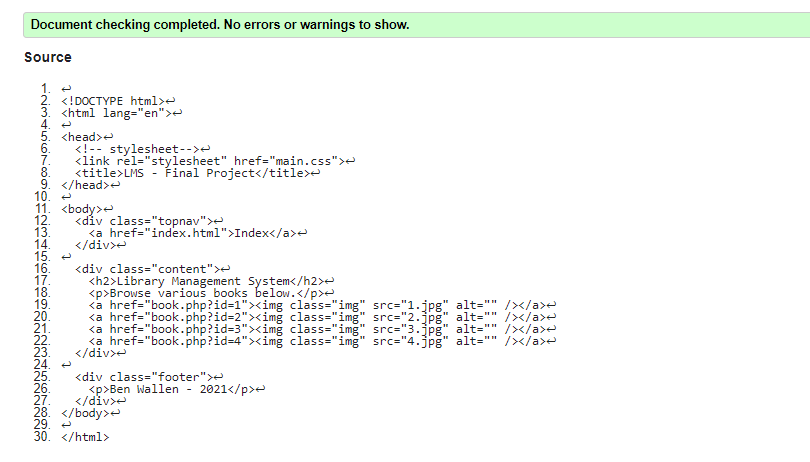 Document checking completed. No errors or warnings to show.
Source
1. ↩
2. <!DOCTYPE html>↩
3. <html lang="en">↩
4. ↩
5. <head>↩
6.   <!-- stylesheet-->↩
7.   <link rel="stylesheet" href="main.css">↩
8.   <title>LMS - Final Project</title>↩
9. </head>↩
10. ↩
11. <body>↩
12.   <div class="topnav">↩
13.     <a href="index.html">Index</a>↩
14.   </div>↩
15. ↩
16.   <div class="content">↩
17.     <h2>Library Management System</h2>↩
18.     <p>Browse various books below.</p>↩
19.     <a href="book.php?id=1"><img class="img" src="1.jpg" alt="" /></a>↩
20.     <a href="book.php?id=2"><img class="img" src="2.jpg" alt="" /></a>↩
21.     <a href="book.php?id=3"><img class="img" src="3.jpg" alt="" /></a>↩
22.     <a href="book.php?id=4"><img class="img" src="4.jpg" alt="" /></a>↩
23.   </div>↩
24. ↩
25.   <div class="footer">↩
26.     <p>Ben Wallen - 2021</p>↩
27.   </div>↩
28. </body>↩
29. ↩
30. </html>